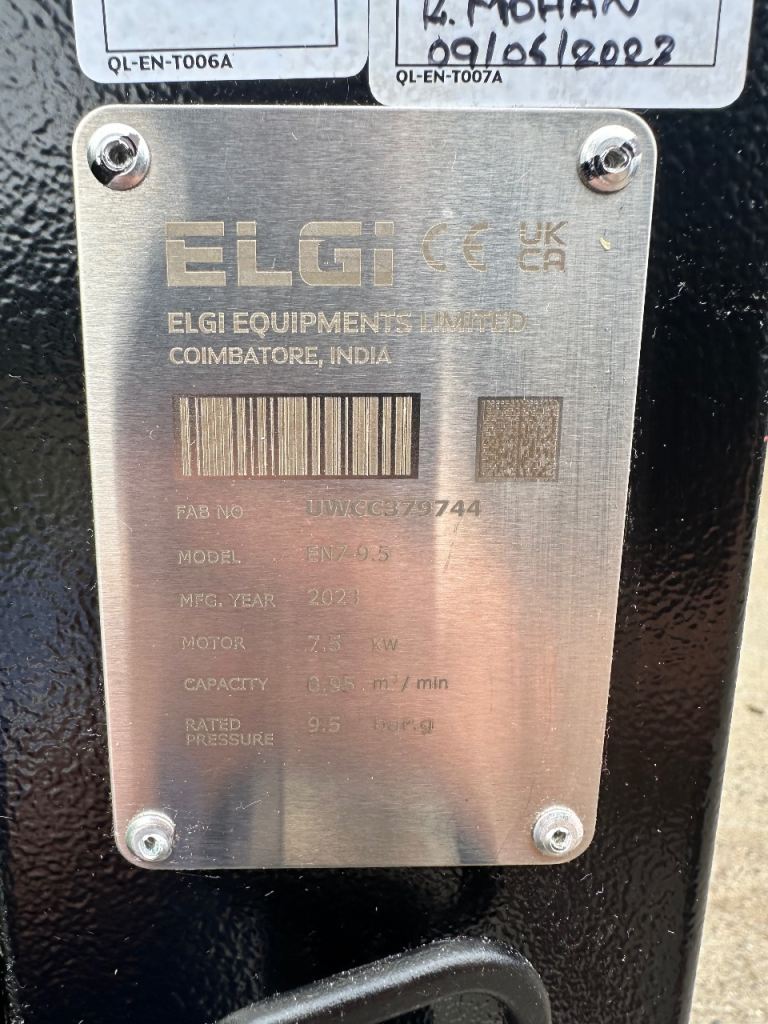 K. MOHAN
09/05/2023
QL-EN-T006A
QL-EN-T007A
ELGi CE UK
CA
ELGI EQUIPMENTS LIMITED
COIMBATORE, INDIA
FAB NO UWCC379744
MODEL EN7-9.5
MFG. YEAR 2023
MOTOR 7.5 kW
CAPACITY 0.95 m³/ min
RATED PRESSURE 9.5 bar.g